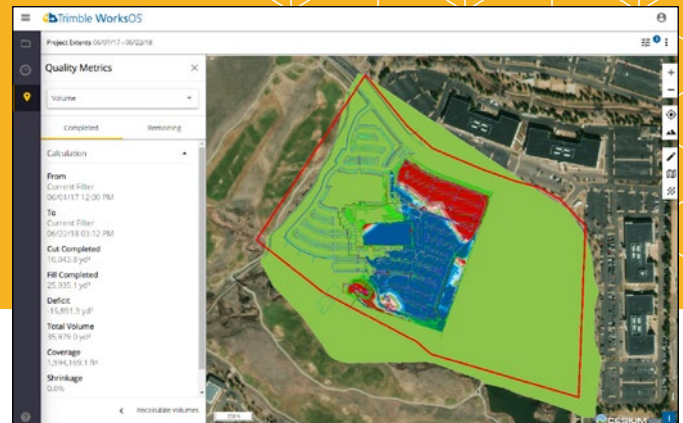 Trimble WorksOS
Project Extents 06/01/17 - 06/22/18
Quality Metrics
Volume
Completed Remaining
Calculation
From
Current Filter
06/01/17 12:00 PM
To
Current Filter
06/22/18 03:12 PM
Cut Completed
10,043.8 yd³
Fill Completed
25,935.1 yd³
Deficit
-15,891.3 yd³
Total Volume
35,979.0 yd³
Coverage
1,994,169.1 ft²
Shrinkage
0.0%
Recalculate Volumes
CESIUM